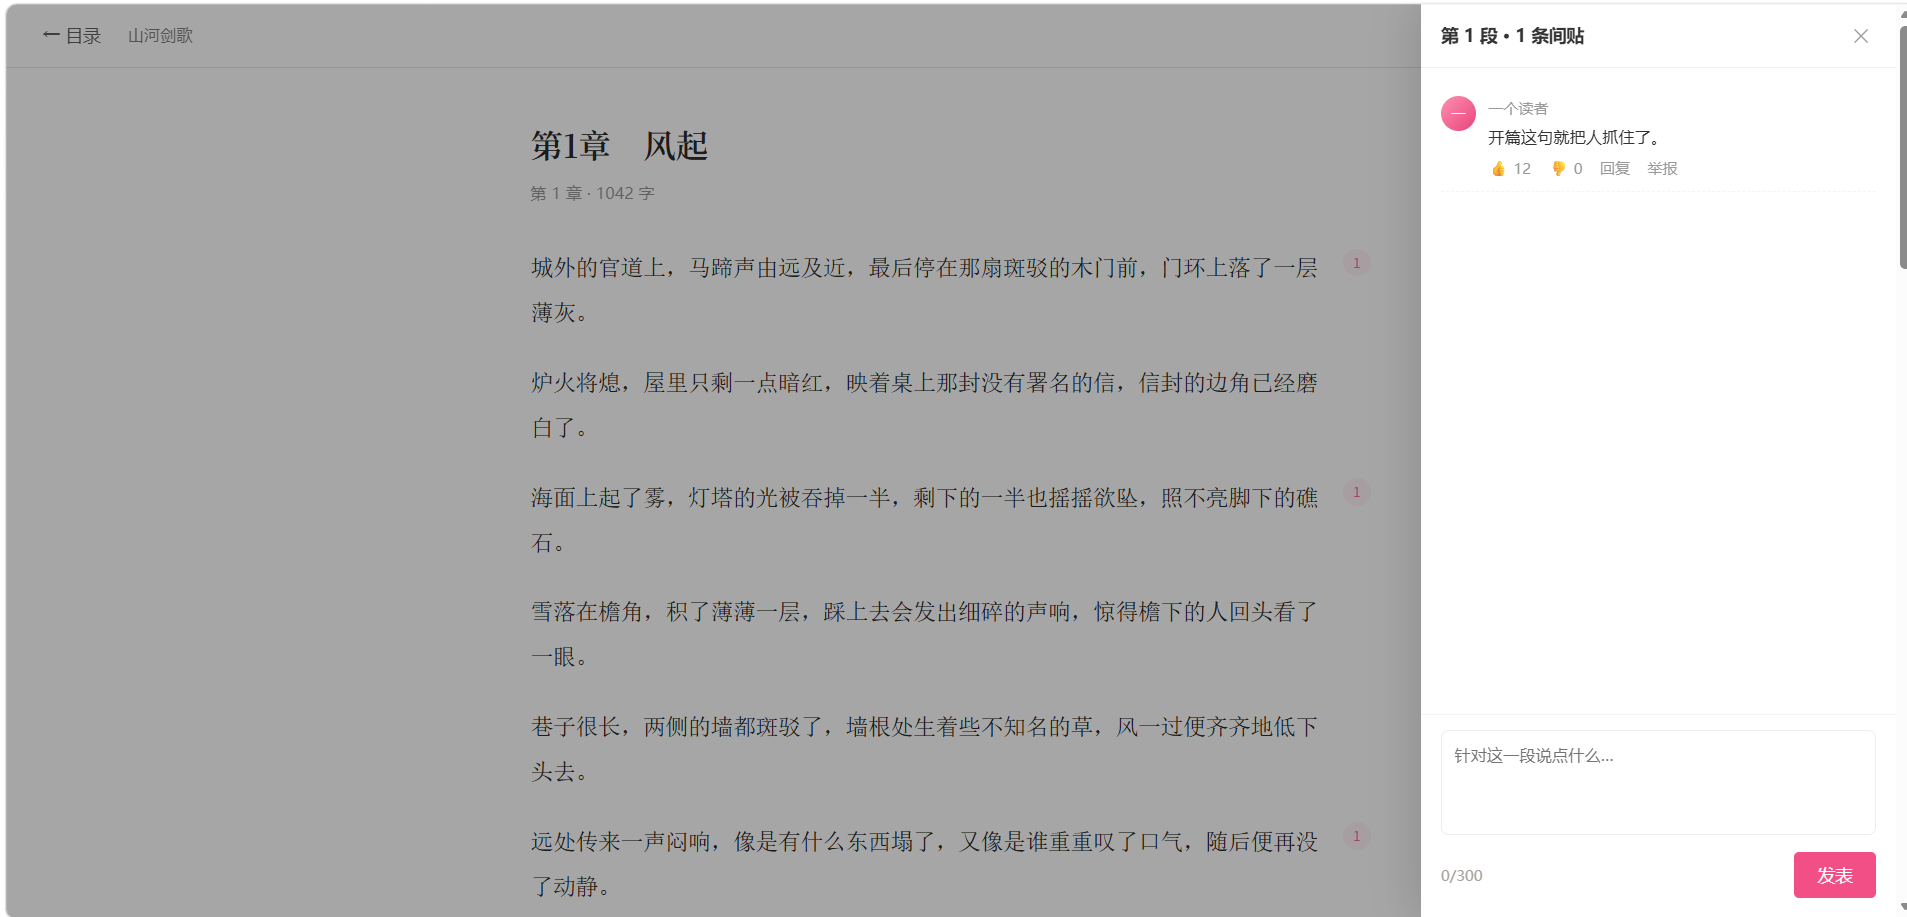 ← 目录 山河剑歌
第1章 风起
第 1 章 · 1042 字
城外的官道上，马蹄声由远及近，最后停在那扇斑驳的木门前，门环上落了一层 1
薄灰。
炉火将熄，屋里只剩一点暗红，映着桌上那封没有署名的信，信封的边角已经磨
白了。
海面上起了雾，灯塔的光被吞掉一半，剩下的一半也摇摇欲坠，照不亮脚下的礁 1
石。
雪落在檐角，积了薄薄一层，踩上去会发出细碎的声响，惊得檐下的人回头看了
一眼。
巷子很长，两侧的墙都斑驳了，墙根处生着些不知名的草，风一过便齐齐地低下
头去。
远处传来一声闷响，像是有什么东西塌了，又像是谁重重叹了口气，随后便再没 1
了动静。
第 1 段 • 1 条间贴 ×
一
一个读者
开篇这句就把人抓住了。
👍 12 👎 0 回复 举报
针对这一段说点什么...
0/300 发表